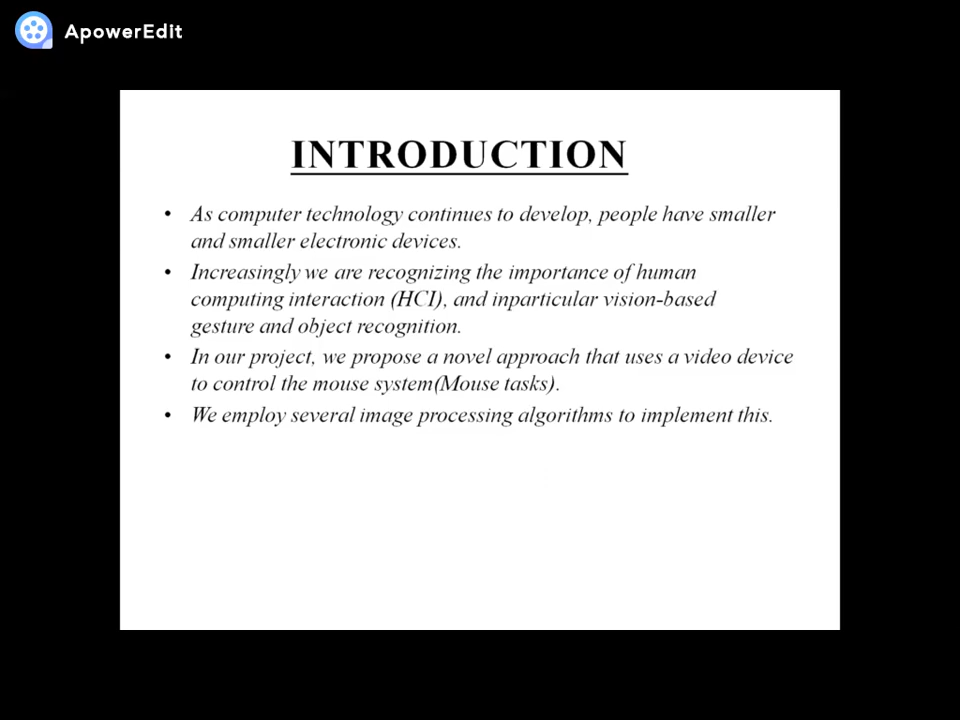 ApowerEdit
INTRODUCTION
• As computer technology continues to develop, people have smaller
and smaller electronic devices.
• Increasingly we are recognizing the importance of human
computing interaction (HCI), and inparticular vision-based
gesture and object recognition.
• In our project, we propose a novel approach that uses a video device
to control the mouse system(Mouse tasks).
• We employ several image processing algorithms to implement this.